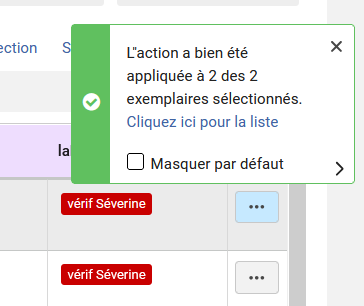 ection
S
L"action a bien été
appliquée à 2 des 2
exemplaires sélectionnés.
Cliquez ici pour la liste
Masquer par défaut
la
vérif Séverine
vérif Séverine